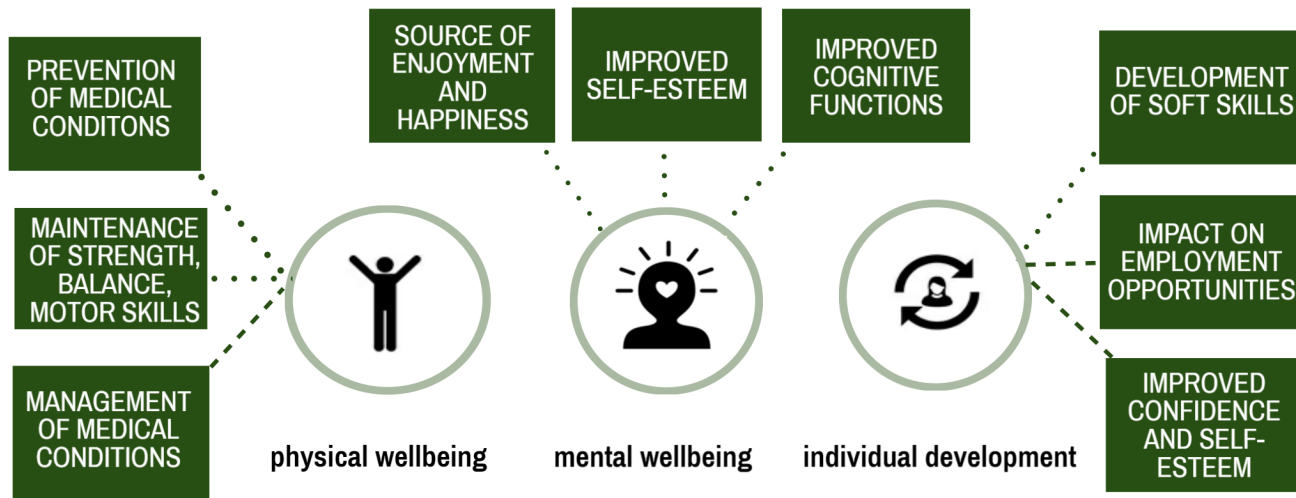 PREVENTION
OF MEDICAL
CONDITONS
MAINTENANCE
OF STRENGTH,
BALANCE,
MOTOR SKILLS
MANAGEMENT
OF MEDICAL
CONDITIONS
physical wellbeing
SOURCE OF
ENJOYMENT
AND
HAPPINESS
IMPROVED
SELF-ESTEEM
IMPROVED
COGNITIVE
FUNCTIONS
mental wellbeing
DEVELOPMENT
OF SOFT SKILLS
IMPACT ON
EMPLOYMENT
OPPORTUNITIES
IMPROVED
CONFIDENCE
AND SELF-
ESTEEM
individual development